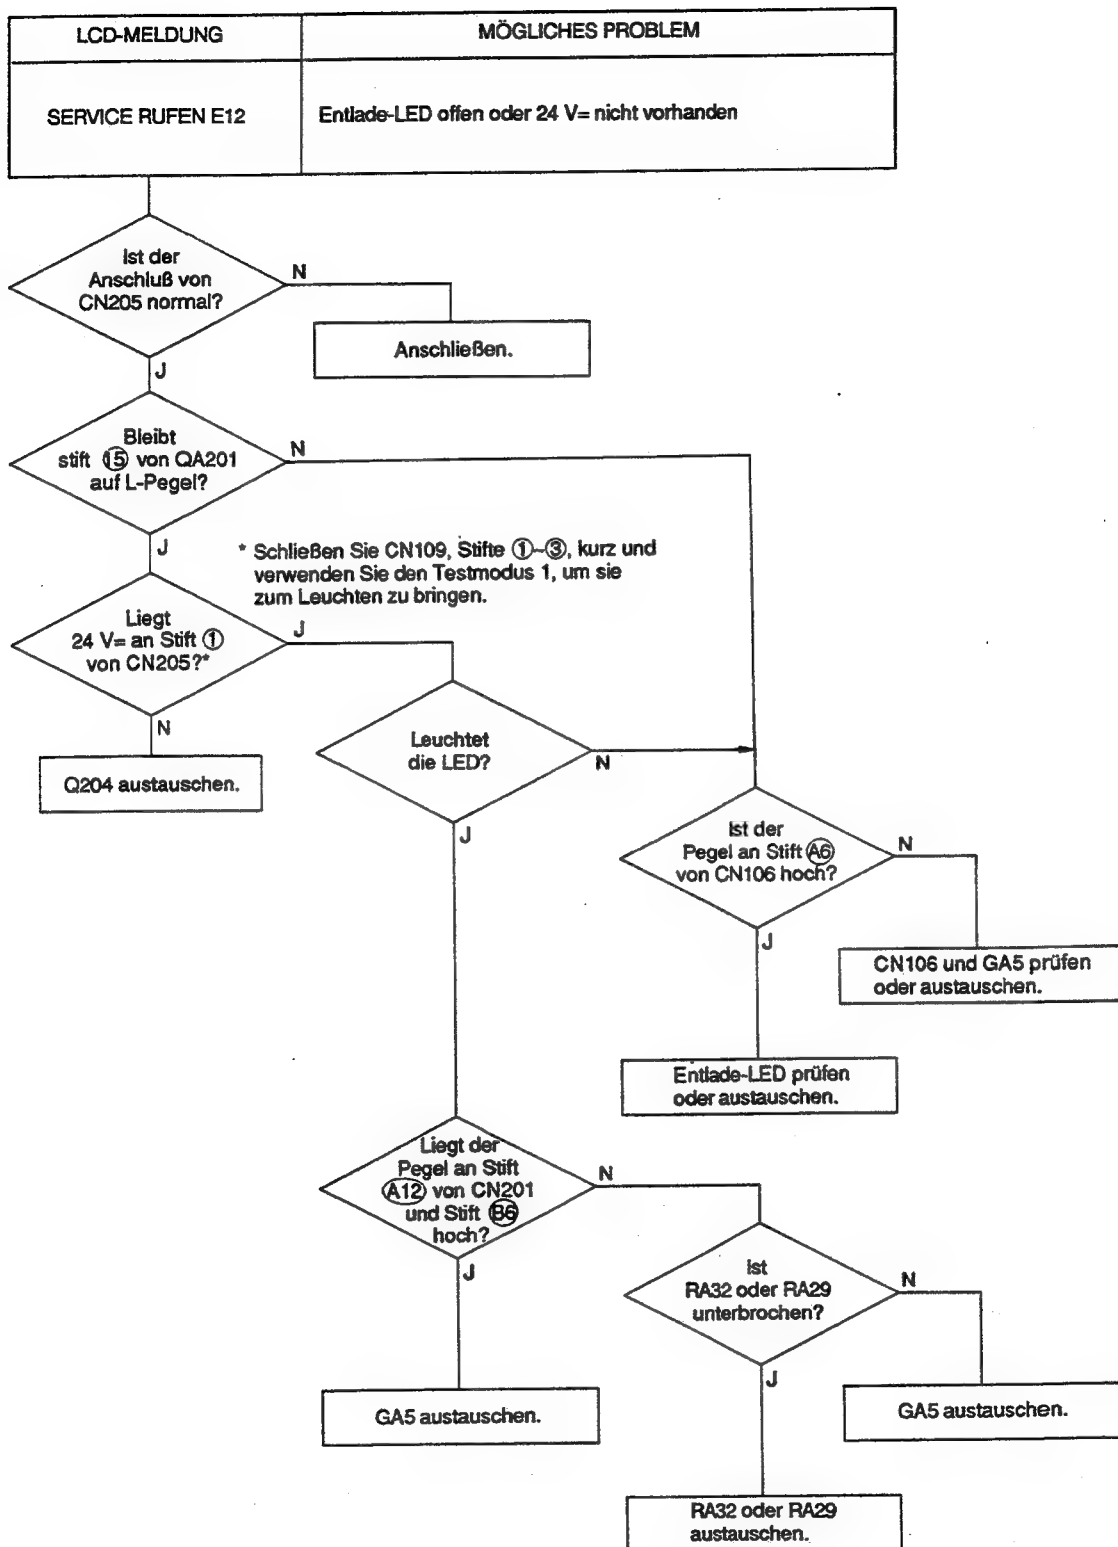 LCD-MELDUNG
MÖGLICHES PROBLEM
SERVICE RUFEN E12
Entlade-LED offen oder 24 V= nicht vorhanden
Ist der
Anschluß von
CN205 normal?
N
Anschließen.
J
Bleibt
stift ⑮ von QA201
auf L-Pegel?
N
J
* Schließen Sie CN109, Stifte ①~③, kurz und
verwenden Sie den Testmodus 1, um sie
zum Leuchten zu bringen.
Liegt
24 V= an Stift ①
von CN205?*
J
N
Q204 austauschen.
Leuchtet
die LED?
N
J
Ist der
Pegel an Stift A6
von CN106 hoch?
N
J
CN106 und GA5 prüfen
oder austauschen.
Entlade-LED prüfen
oder austauschen.
Liegt der
Pegel an Stift
A12 von CN201
und Stift B6
hoch?
N
J
Ist
RA32 oder RA29
unterbrochen?
N
J
GA5 austauschen.
GA5 austauschen.
RA32 oder RA29
austauschen.